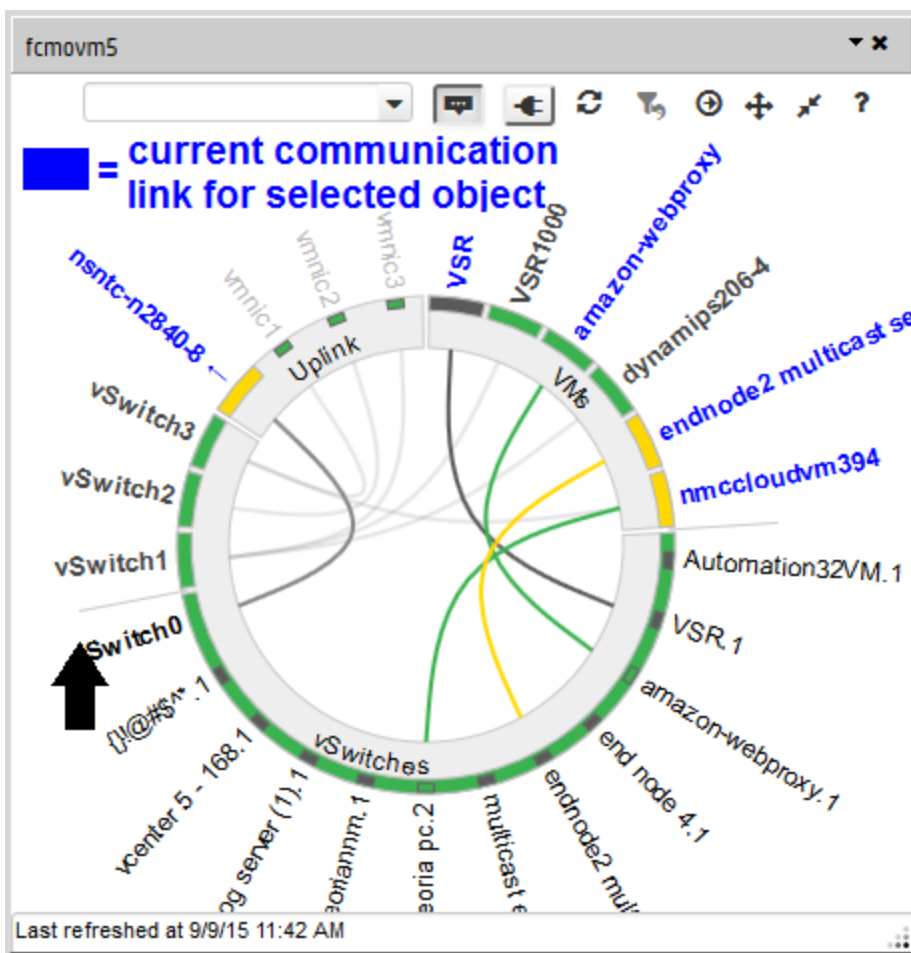 fcmovm5
?
= current communication
link for selected object
nsntc-n2840-8 ←
vmnic1
vmnic2
vmnic3
VSR
VSR1000
amazon-webproxy
dynamips206-4
endnode2 multicast se
nmccloudvm394
Uplink
VMs
vSwitch3
vSwitch2
vSwitch1
Switch0
Automation32VM.1
VSR.1
amazon-webproxy.1
end node 4.1
endnode2 mul
multicast e
eoria pc.2
eoriannm.1
og server (1).1
vcenter 5 - 168.1
{}!@#$^* .1
vSwitches
Last refreshed at 9/9/15 11:42 AM